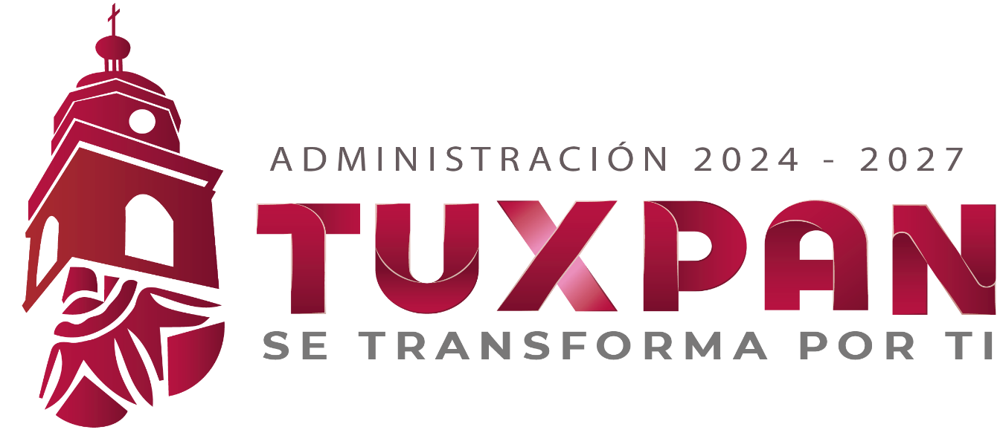 ADMINISTRACIÓN 2024 - 2027
TUXPAN
SE TRANSFORMA POR TI